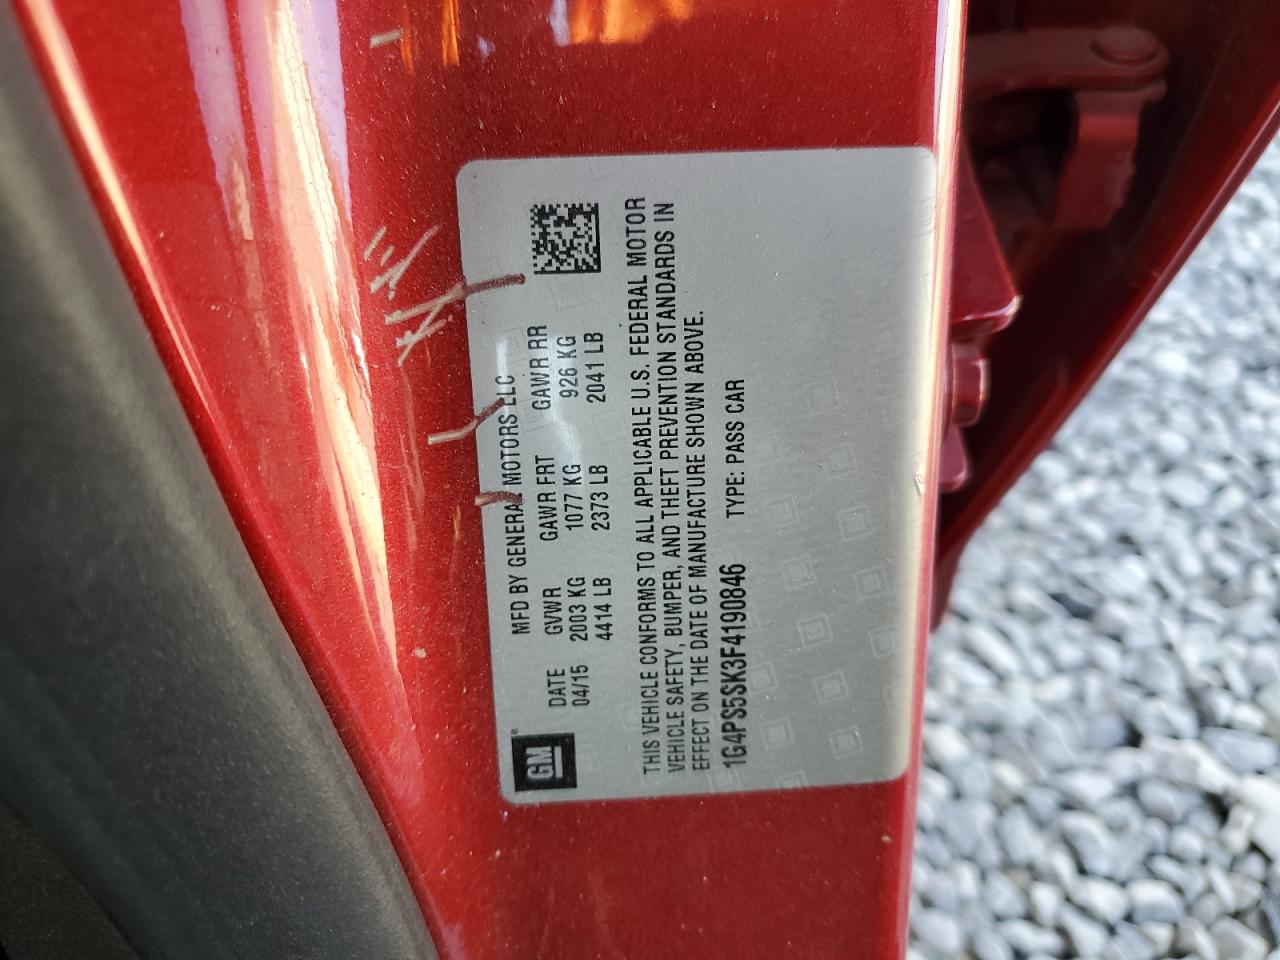 GM
MFD BY GENERAL MOTORS LLC
DATE GVWR GAWR FRT GAWR RR
04/15 2003 KG 1077 KG 926 KG
4414 LB 2373 LB 2041 LB
THIS VEHICLE CONFORMS TO ALL APPLICABLE U.S. FEDERAL MOTOR
VEHICLE SAFETY, BUMPER, AND THEFT PREVENTION STANDARDS IN
EFFECT ON THE DATE OF MANUFACTURE SHOWN ABOVE.
1G4PS5SK3F4190846 TYPE: PASS CAR